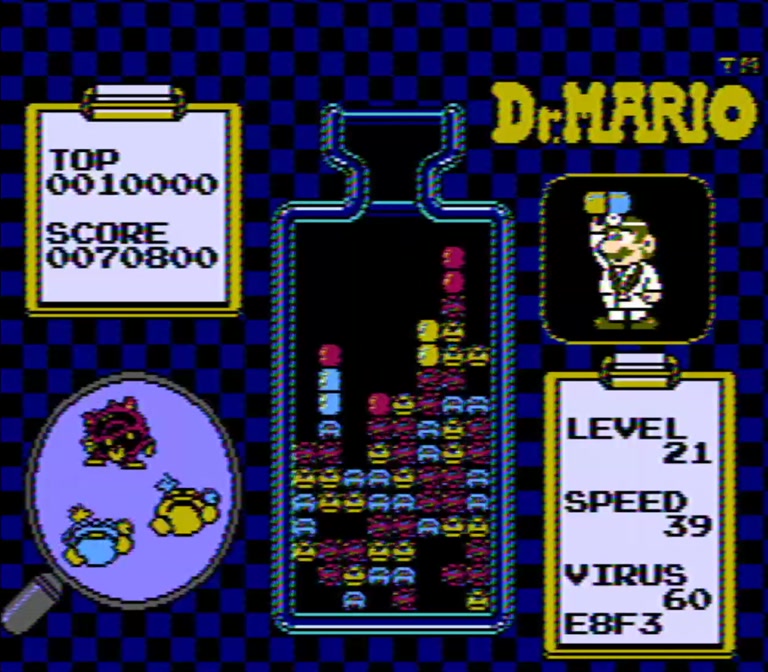 TM
Dr. MARIO
TOP
0010000
SCORE
0070800
LEVEL
21
SPEED
39
VIRUS
60
E8F3